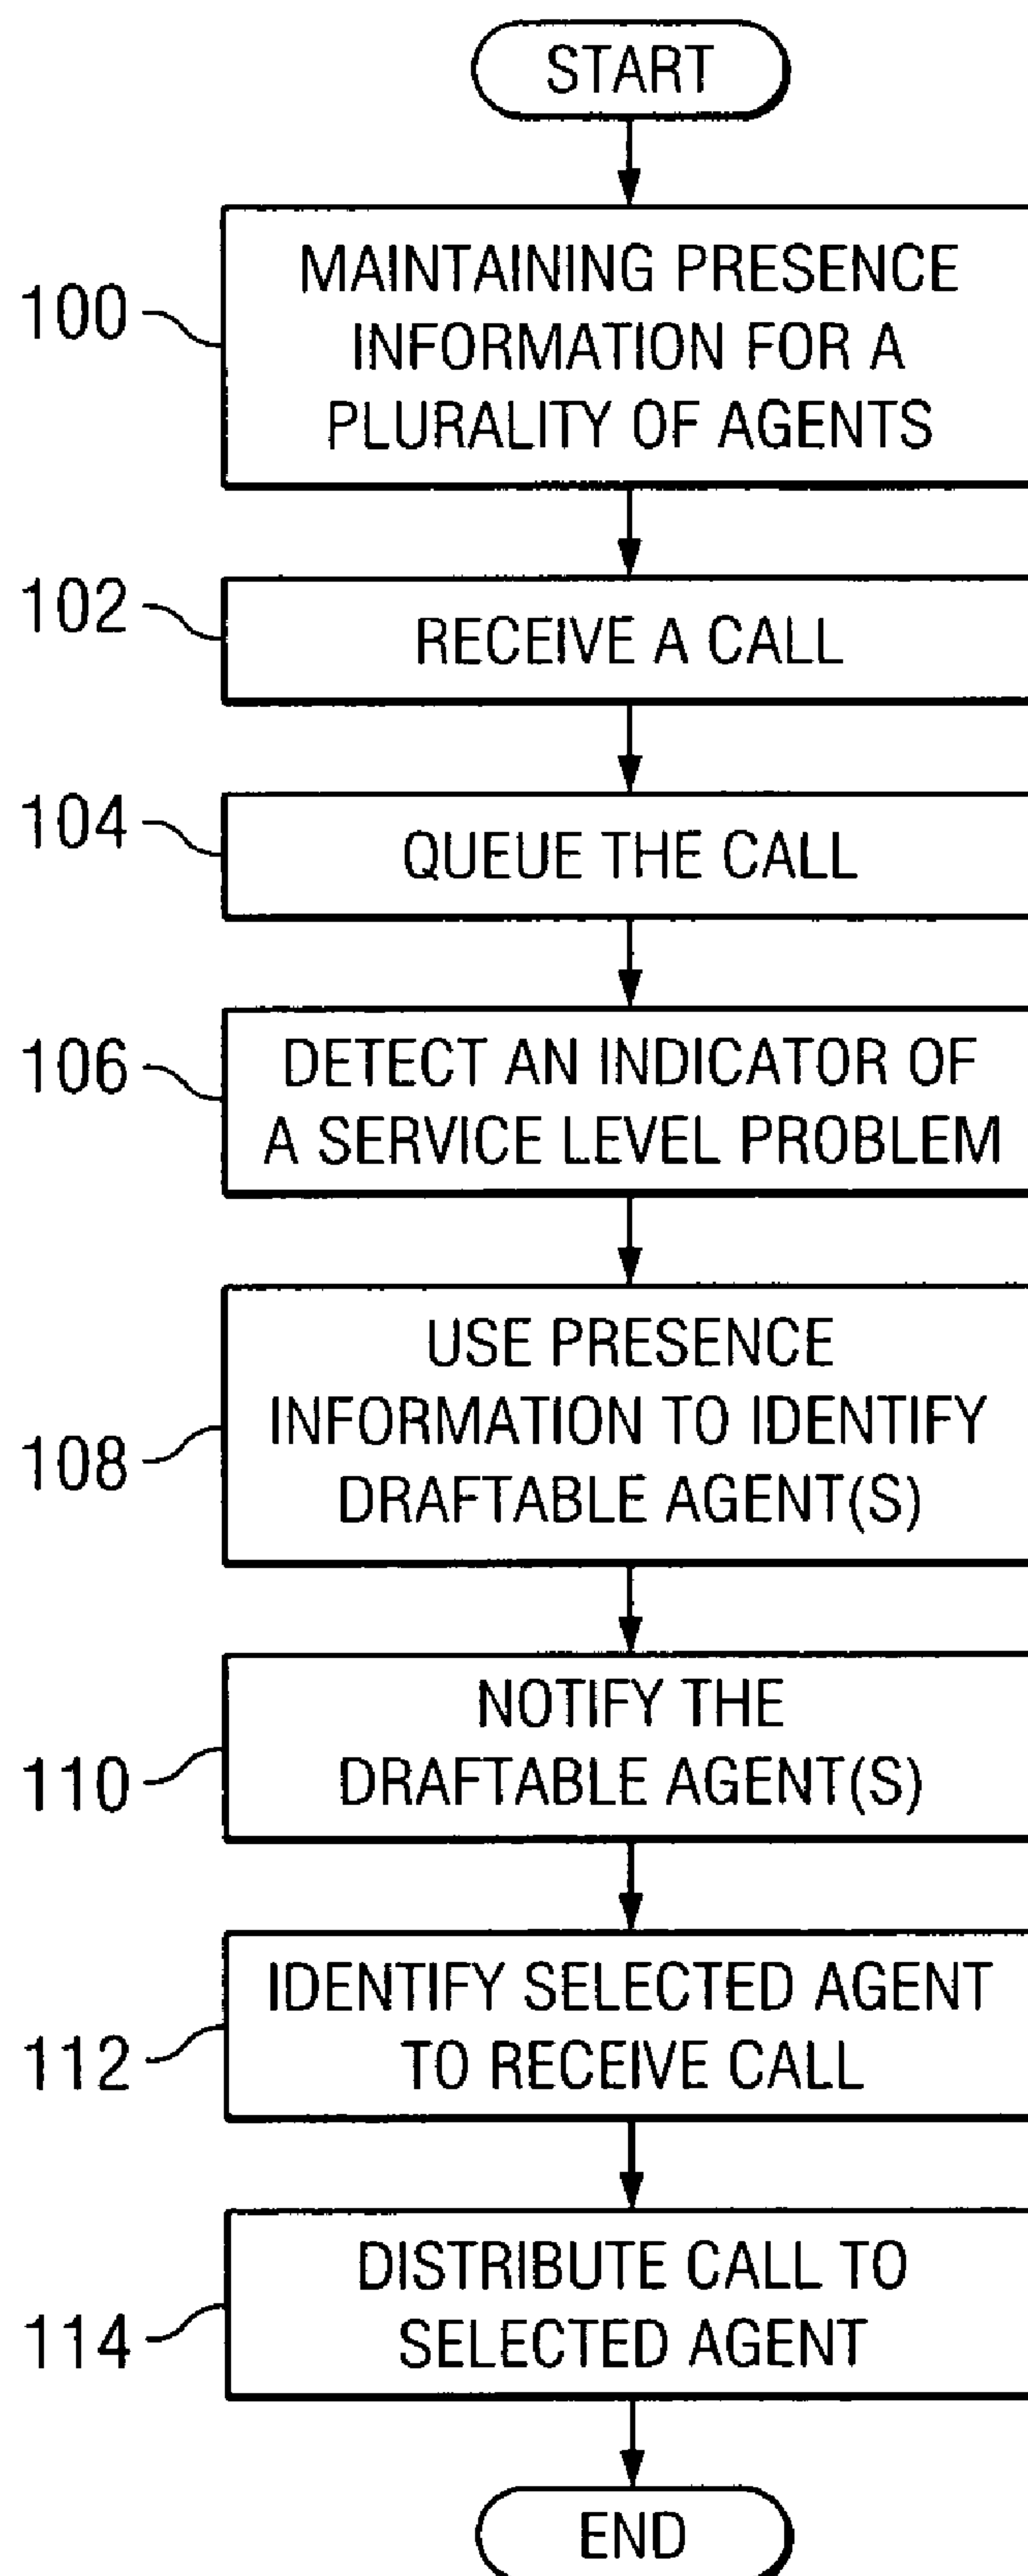 START
100
MAINTAINING PRESENCE
INFORMATION FOR A
PLURALITY OF AGENTS
102
RECEIVE A CALL
104
QUEUE THE CALL
106
DETECT AN INDICATOR OF
A SERVICE LEVEL PROBLEM
108
USE PRESENCE
INFORMATION TO IDENTIFY
DRAFTABLE AGENT(S)
110
NOTIFY THE
DRAFTABLE AGENT(S)
112
IDENTIFY SELECTED AGENT
TO RECEIVE CALL
114
DISTRIBUTE CALL TO
SELECTED AGENT
END